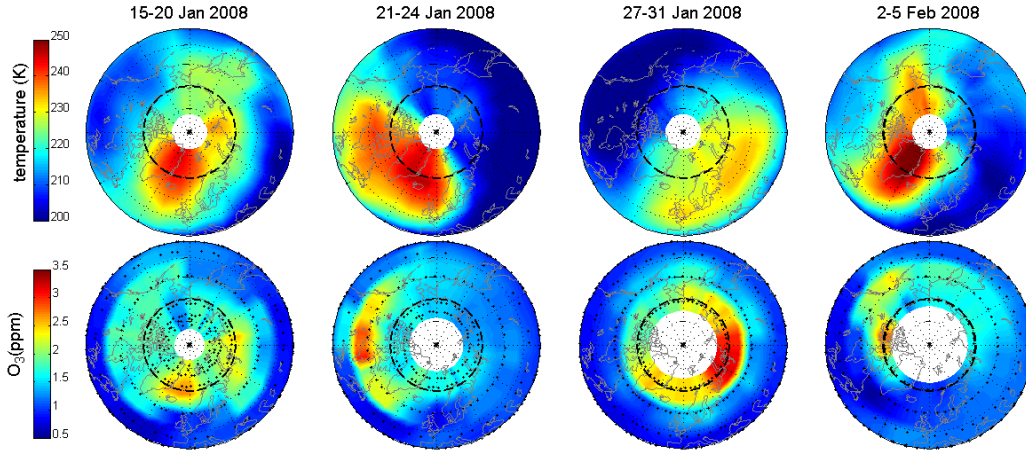 15-20 Jan 2008
21-24 Jan 2008
27-31 Jan 2008
2-5 Feb 2008
temperature (K)
250
240
230
220
210
200
O3(ppm)
3.5
3
2.5
2
1.5
1
0.5